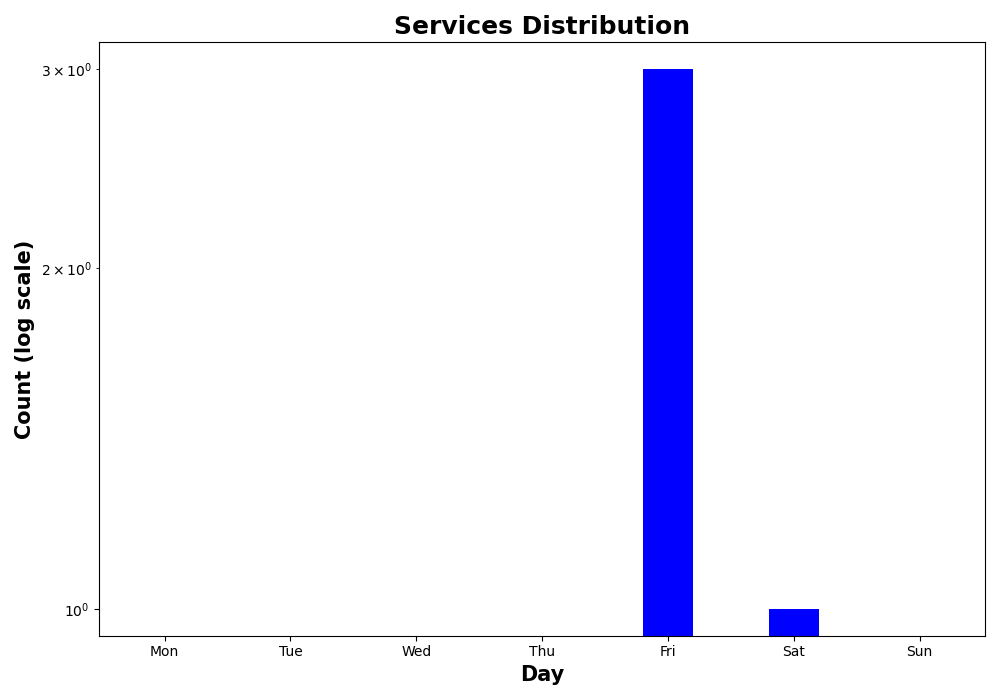 Services Distribution
3 × 10⁰
2 × 10⁰
10⁰
Count (log scale)
Mon Tue Wed Thu Fri Sat Sun
Day